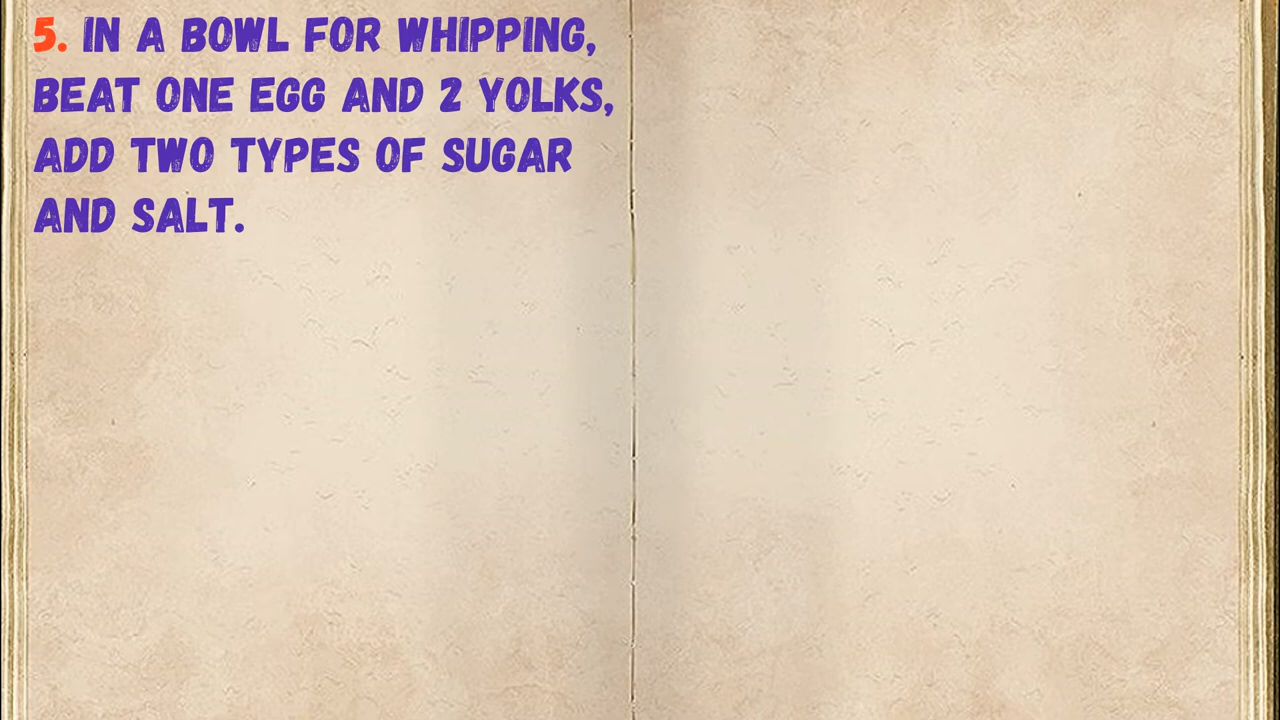 5. IN A BOWL FOR WHIPPING,
BEAT ONE EGG AND 2 YOLKS,
ADD TWO TYPES OF SUGAR
AND SALT.